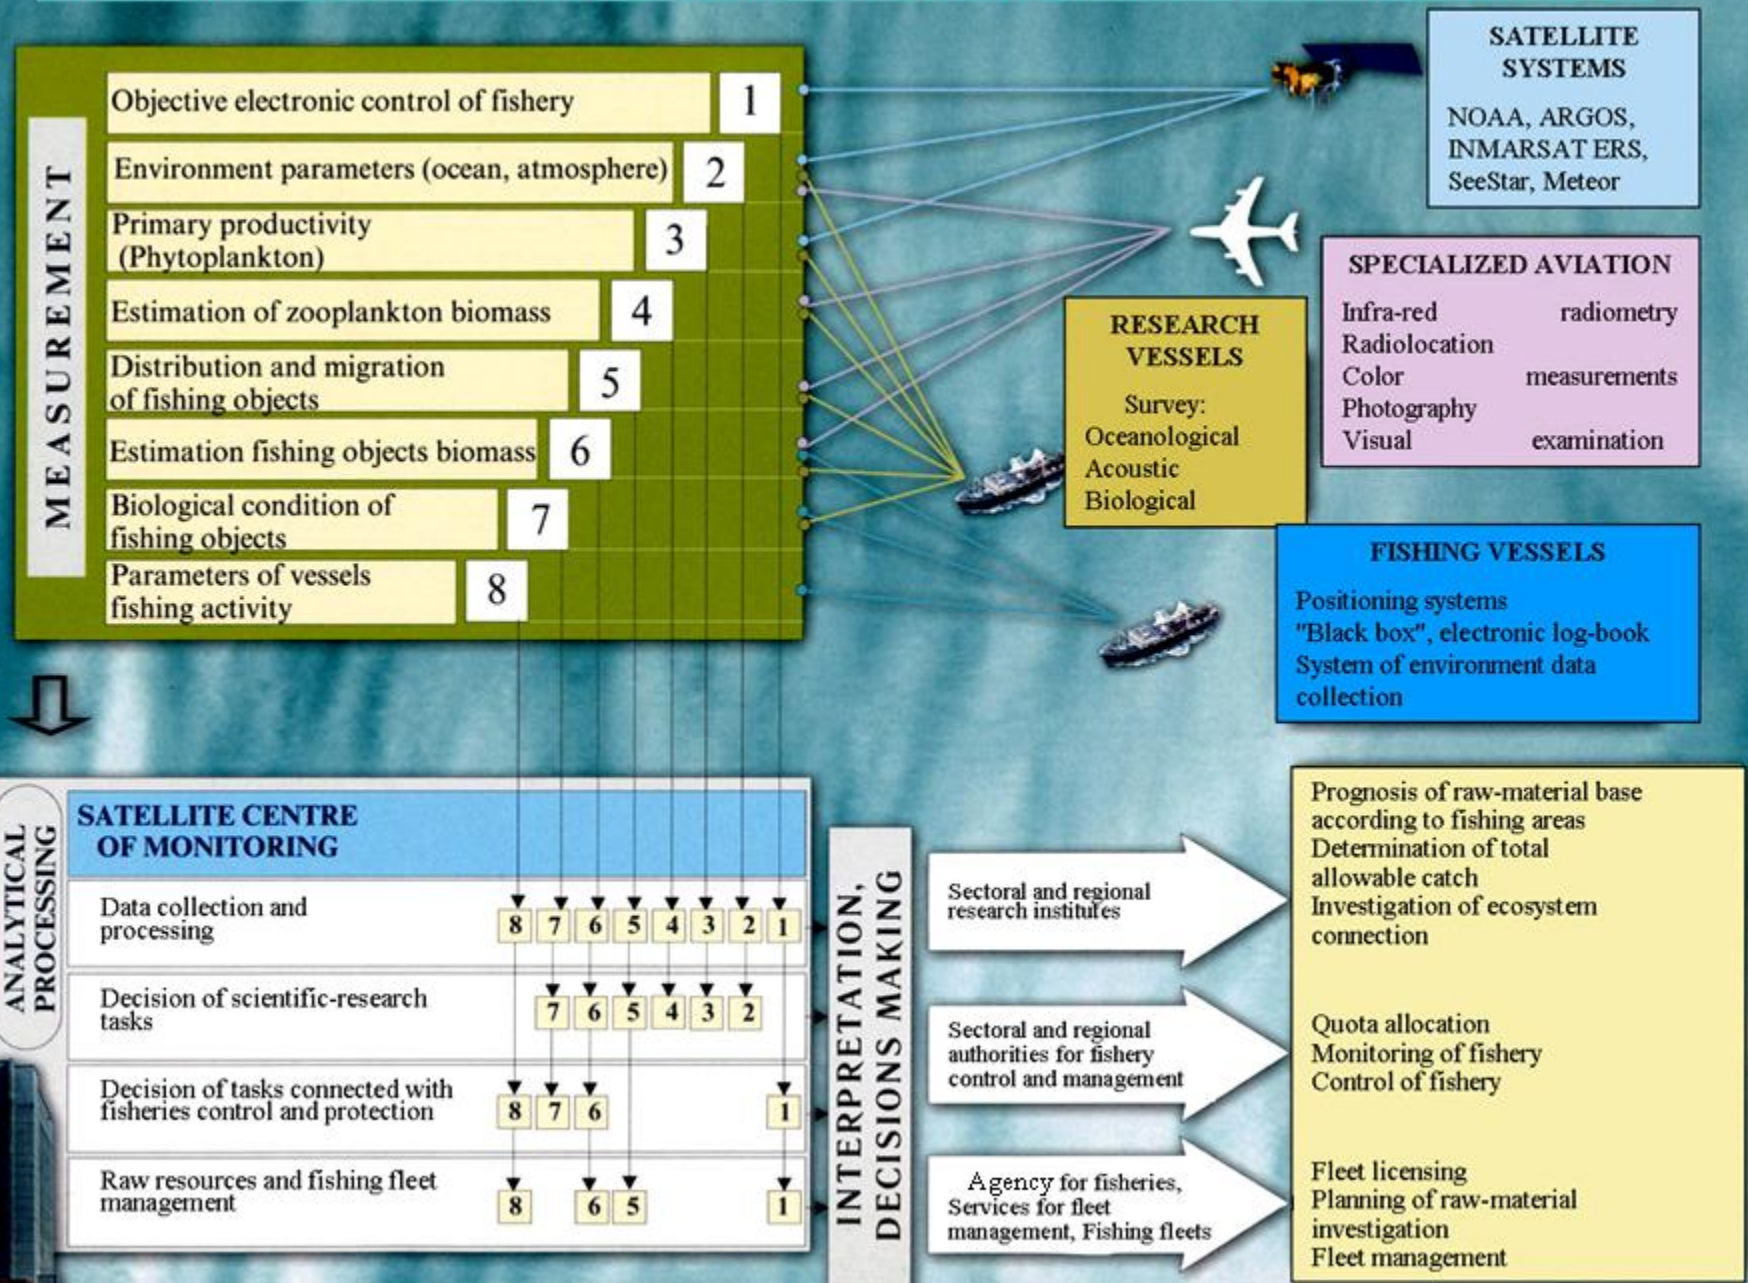 MEASUREMENT
Objective electronic control of fishery
1
Environment parameters (ocean, atmosphere)
2
Primary productivity
(Phytoplankton)
3
Estimation of zooplankton biomass
4
Distribution and migration
of fishing objects
5
Estimation fishing objects biomass
6
Biological condition of
fishing objects
7
Parameters of vessels
fishing activity
8
SATELLITE
SYSTEMS
NOAA, ARGOS,
INMARSAT ERS,
SeeStar, Meteor
SPECIALIZED AVIATION
Infra-red radiometry
Radiolocation
Color measurements
Photography
Visual examination
RESEARCH
VESSELS
Survey:
Oceanological
Acoustic
Biological
FISHING VESSELS
Positioning systems
"Black box", electronic log-book
System of environment data
collection
ANALYTICAL
PROCESSING
SATELLITE CENTRE
OF MONITORING
Data collection and
processing
8 7 6 5 4 3 2 1
Decision of scientific-research
tasks
7 6 5 4 3 2
Decision of tasks connected with
fisheries control and protection
8 7 6 1
Raw resources and fishing fleet
management
8 6 5 1
INTERPRETATION,
DECISIONS MAKING
Sectoral and regional
research institutes
Sectoral and regional
authorities for fishery
control and management
Agency for fisheries,
Services for fleet
management, Fishing fleets
Prognosis of raw-material base
according to fishing areas
Determination of total
allowable catch
Investigation of ecosystem
connection
Quota allocation
Monitoring of fishery
Control of fishery
Fleet licensing
Planning of raw-material
investigation
Fleet management